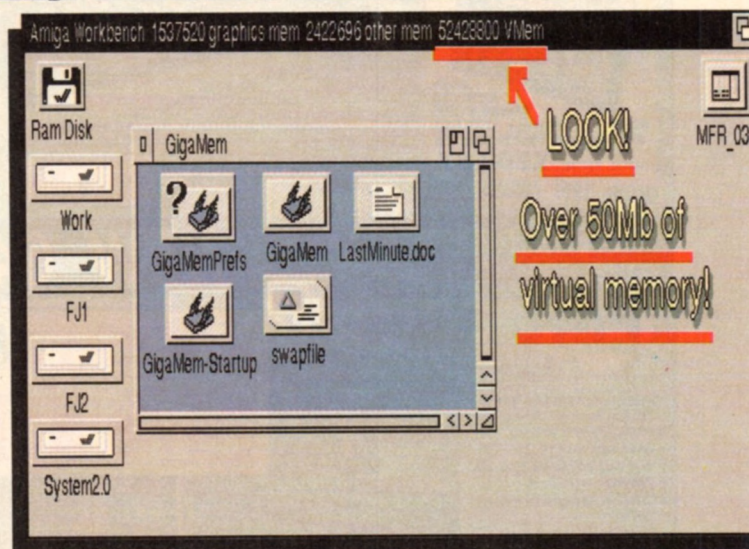 Amiga Workbench 1537520 graphics mem 2422696 other mem 52428800 VMem
Ram Disk
Work
FJ1
FJ2
System2.0
GigaMem
?
GigaMemPrefs
GigaMem
LastMinute.doc
GigaMem-Startup
swapfile
LOOK!
Over 50Mb of
virtual memory!
MFR_03